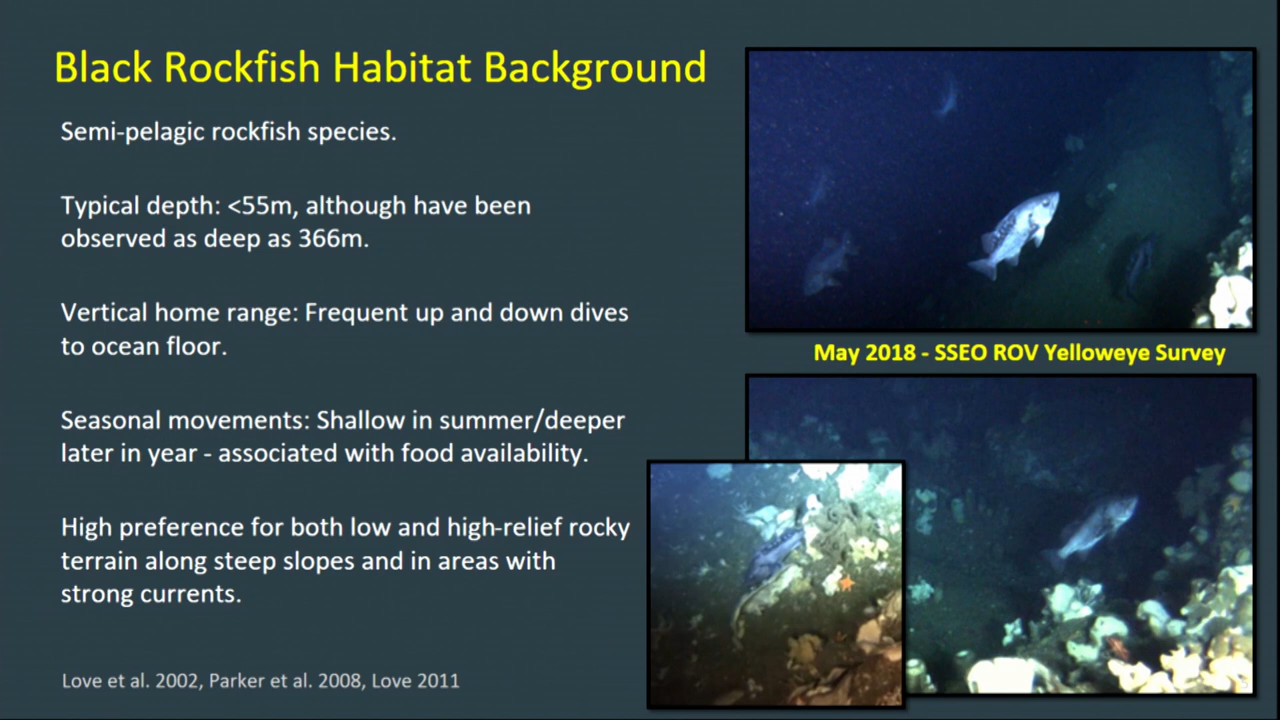 Black Rockfish Habitat Background
Semi-pelagic rockfish species.
Typical depth: <55m, although have been
observed as deep as 366m.
Vertical home range: Frequent up and down dives
to ocean floor.
Seasonal movements: Shallow in summer/deeper
later in year - associated with food availability.
High preference for both low and high-relief rocky
terrain along steep slopes and in areas with
strong currents.
Love et al. 2002, Parker et al. 2008, Love 2011
May 2018 - SSEO ROV Yelloweye Survey